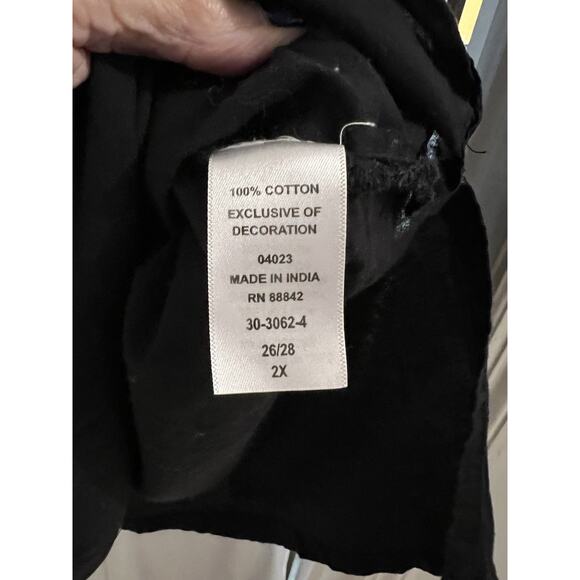 100% COTTON
EXCLUSIVE OF
DECORATION
04023
MADE IN INDIA
RN 88842
30-3062-4
26/28
2X